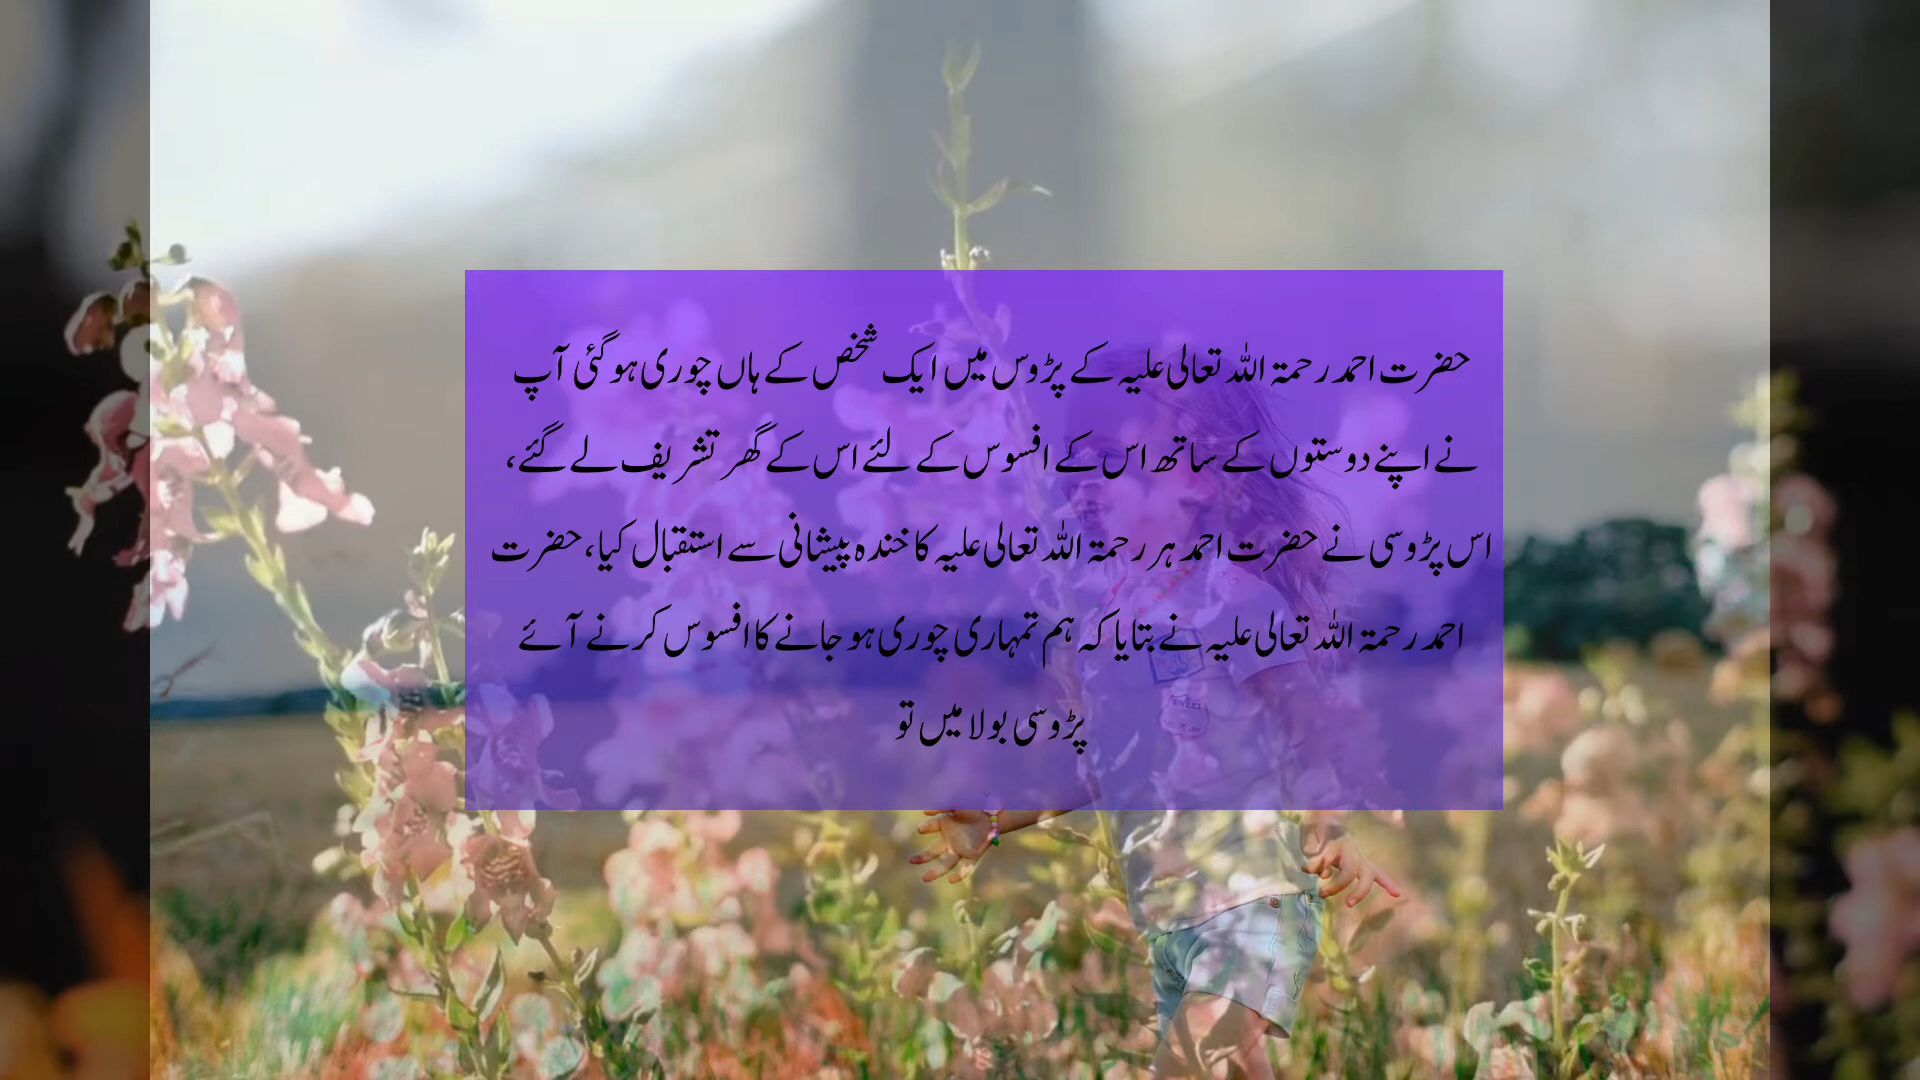 حضرت احمد رحمۃ اللہ تعالی علیہ کے پڑوس میں ایک شخص کے ہاں چوری ہو گئی آپ
نے اپنے دوستوں کے ساتھ اس کے افسوس کے لئے اس کے گھر تشریف لے گئے،
اس پڑوسی نے حضرت احمد ہر رحمۃ اللہ تعالی علیہ کا خندہ پیشانی سے استقبال کیا، حضرت
احمد رحمۃ اللہ تعالی علیہ نے بتایا کہ ہم تمہاری چوری ہو جانے کا افسوس کرنے آئے
پڑوسی بولا میں تو